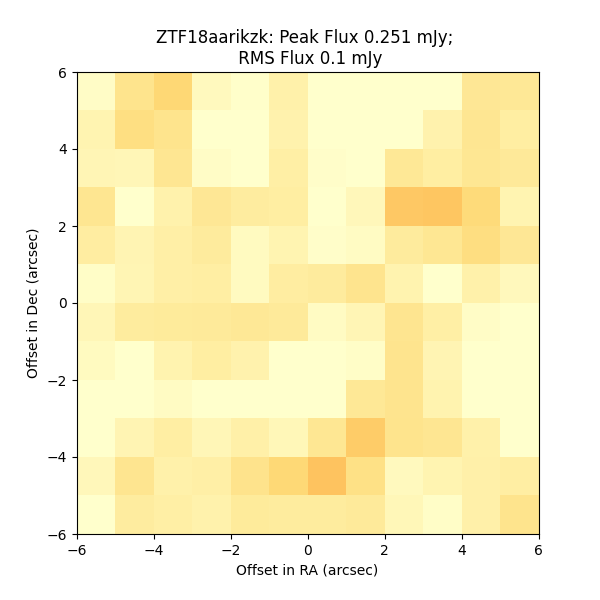 ZTF18aarikzk: Peak Flux 0.251 mJy;
RMS Flux 0.1 mJy
6
4
2
0
−2
−4
−6
Offset in Dec (arcsec)
−6 −4 −2 0 2 4 6
Offset in RA (arcsec)